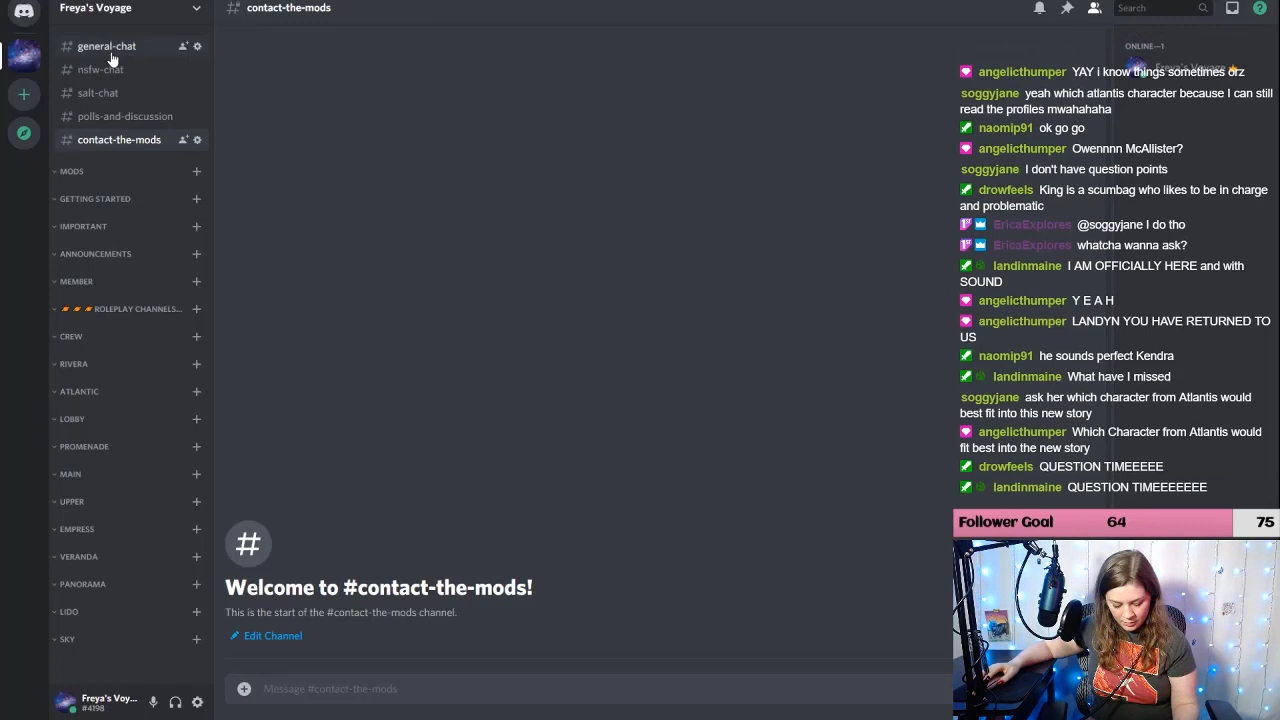 Freya's Voyage
general-chat
nsfw-chat
salt-chat
polls-and-discussion
contact-the-mods
MODS
GETTING STARTED
IMPORTANT
ANNOUNCEMENTS
MEMBER
ROLEPLAY CHANNELS...
CREW
RIVERA
ATLANTIC
LOBBY
PROMENADE
MAIN
UPPER
EMPRESS
VERANDA
PANORAMA
LIDO
SKY
Freya's Voy...
#4198
contact-the-mods
Search
Welcome to #contact-the-mods!
This is the start of the #contact-the-mods channel.
Edit Channel
Message #contact-the-mods
ONLINE—1
Freya's Voyage
angelicthumper YAY i know things sometimes orz
soggyjane yeah which atlantis character because I can still
read the profiles mwahahaha
naomip91 ok go go
angelicthumper Owennnn McAllister?
soggyjane I don't have question points
drowfeels King is a scumbag who likes to be in charge
and problematic
EricaExplores @soggyjane I do tho
EricaExplores whatcha wanna ask?
landinmaine I AM OFFICIALLY HERE and with
SOUND
angelicthumper Y E A H
angelicthumper LANDYN YOU HAVE RETURNED TO
US
naomip91 he sounds perfect Kendra
landinmaine What have I missed
soggyjane ask her which character from Atlantis would
best fit into this new story
angelicthumper Which Character from Atlantis would
fit best into the new story
drowfeels QUESTION TIMEEEEE
landinmaine QUESTION TIMEEEEEEE
Follower Goal 64 75